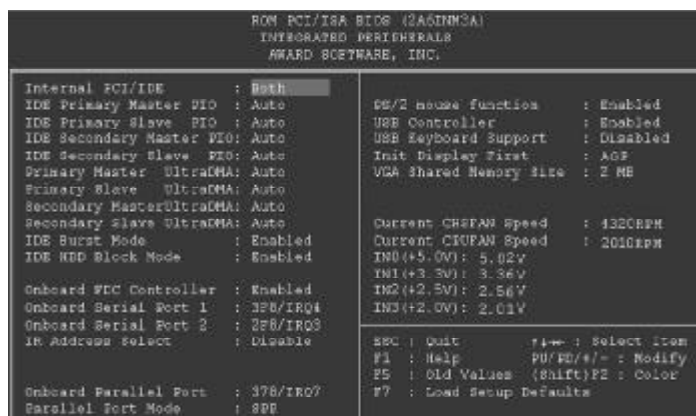 ROM PCI/ISA BIOS (2A6INM3A)
INTEGRATED PERIPHERALS
AWARD SOFTWARE, INC.
Internal PCI/IDE : Both
IDE Primary Master PIO : Auto
IDE Primary Slave PIO : Auto
IDE Secondary Master PIO: Auto
IDE Secondary Slave PIO: Auto
Primary Master UltraDMA: Auto
Primary Slave UltraDMA: Auto
Secondary MasterUltraDMA: Auto
Secondary Slave UltraDMA: Auto
IDE Burst Mode : Enabled
IDE HDD Block Mode : Enabled
Onboard FDC Controller : Enabled
Onboard Serial Port 1 : 3F8/IRQ4
Onboard Serial Port 2 : 2F8/IRQ3
IR Address Select : Disable
Onboard Parallel Port : 378/IRQ7
Parallel Port Mode : SPP
PS/2 mouse function : Enabled
USB Controller : Enabled
USB Keyboard Support : Disabled
Init Display First : AGP
VGA Shared Memory Size : 2 MB
Current CHSFAN Speed : 4320RPM
Current CPUFAN Speed : 2010RPM
IN0(+5.0V): 5.02V
IN1(+3.3V): 3.36V
IN2(+2.5V): 2.56V
IN3(+2.0V): 2.01V
ESC : Quit ↑↓→← : Select Item
F1 : Help PU/PD/+/- : Modify
F5 : Old Values (Shift)F2 : Color
F7 : Load Setup Defaults